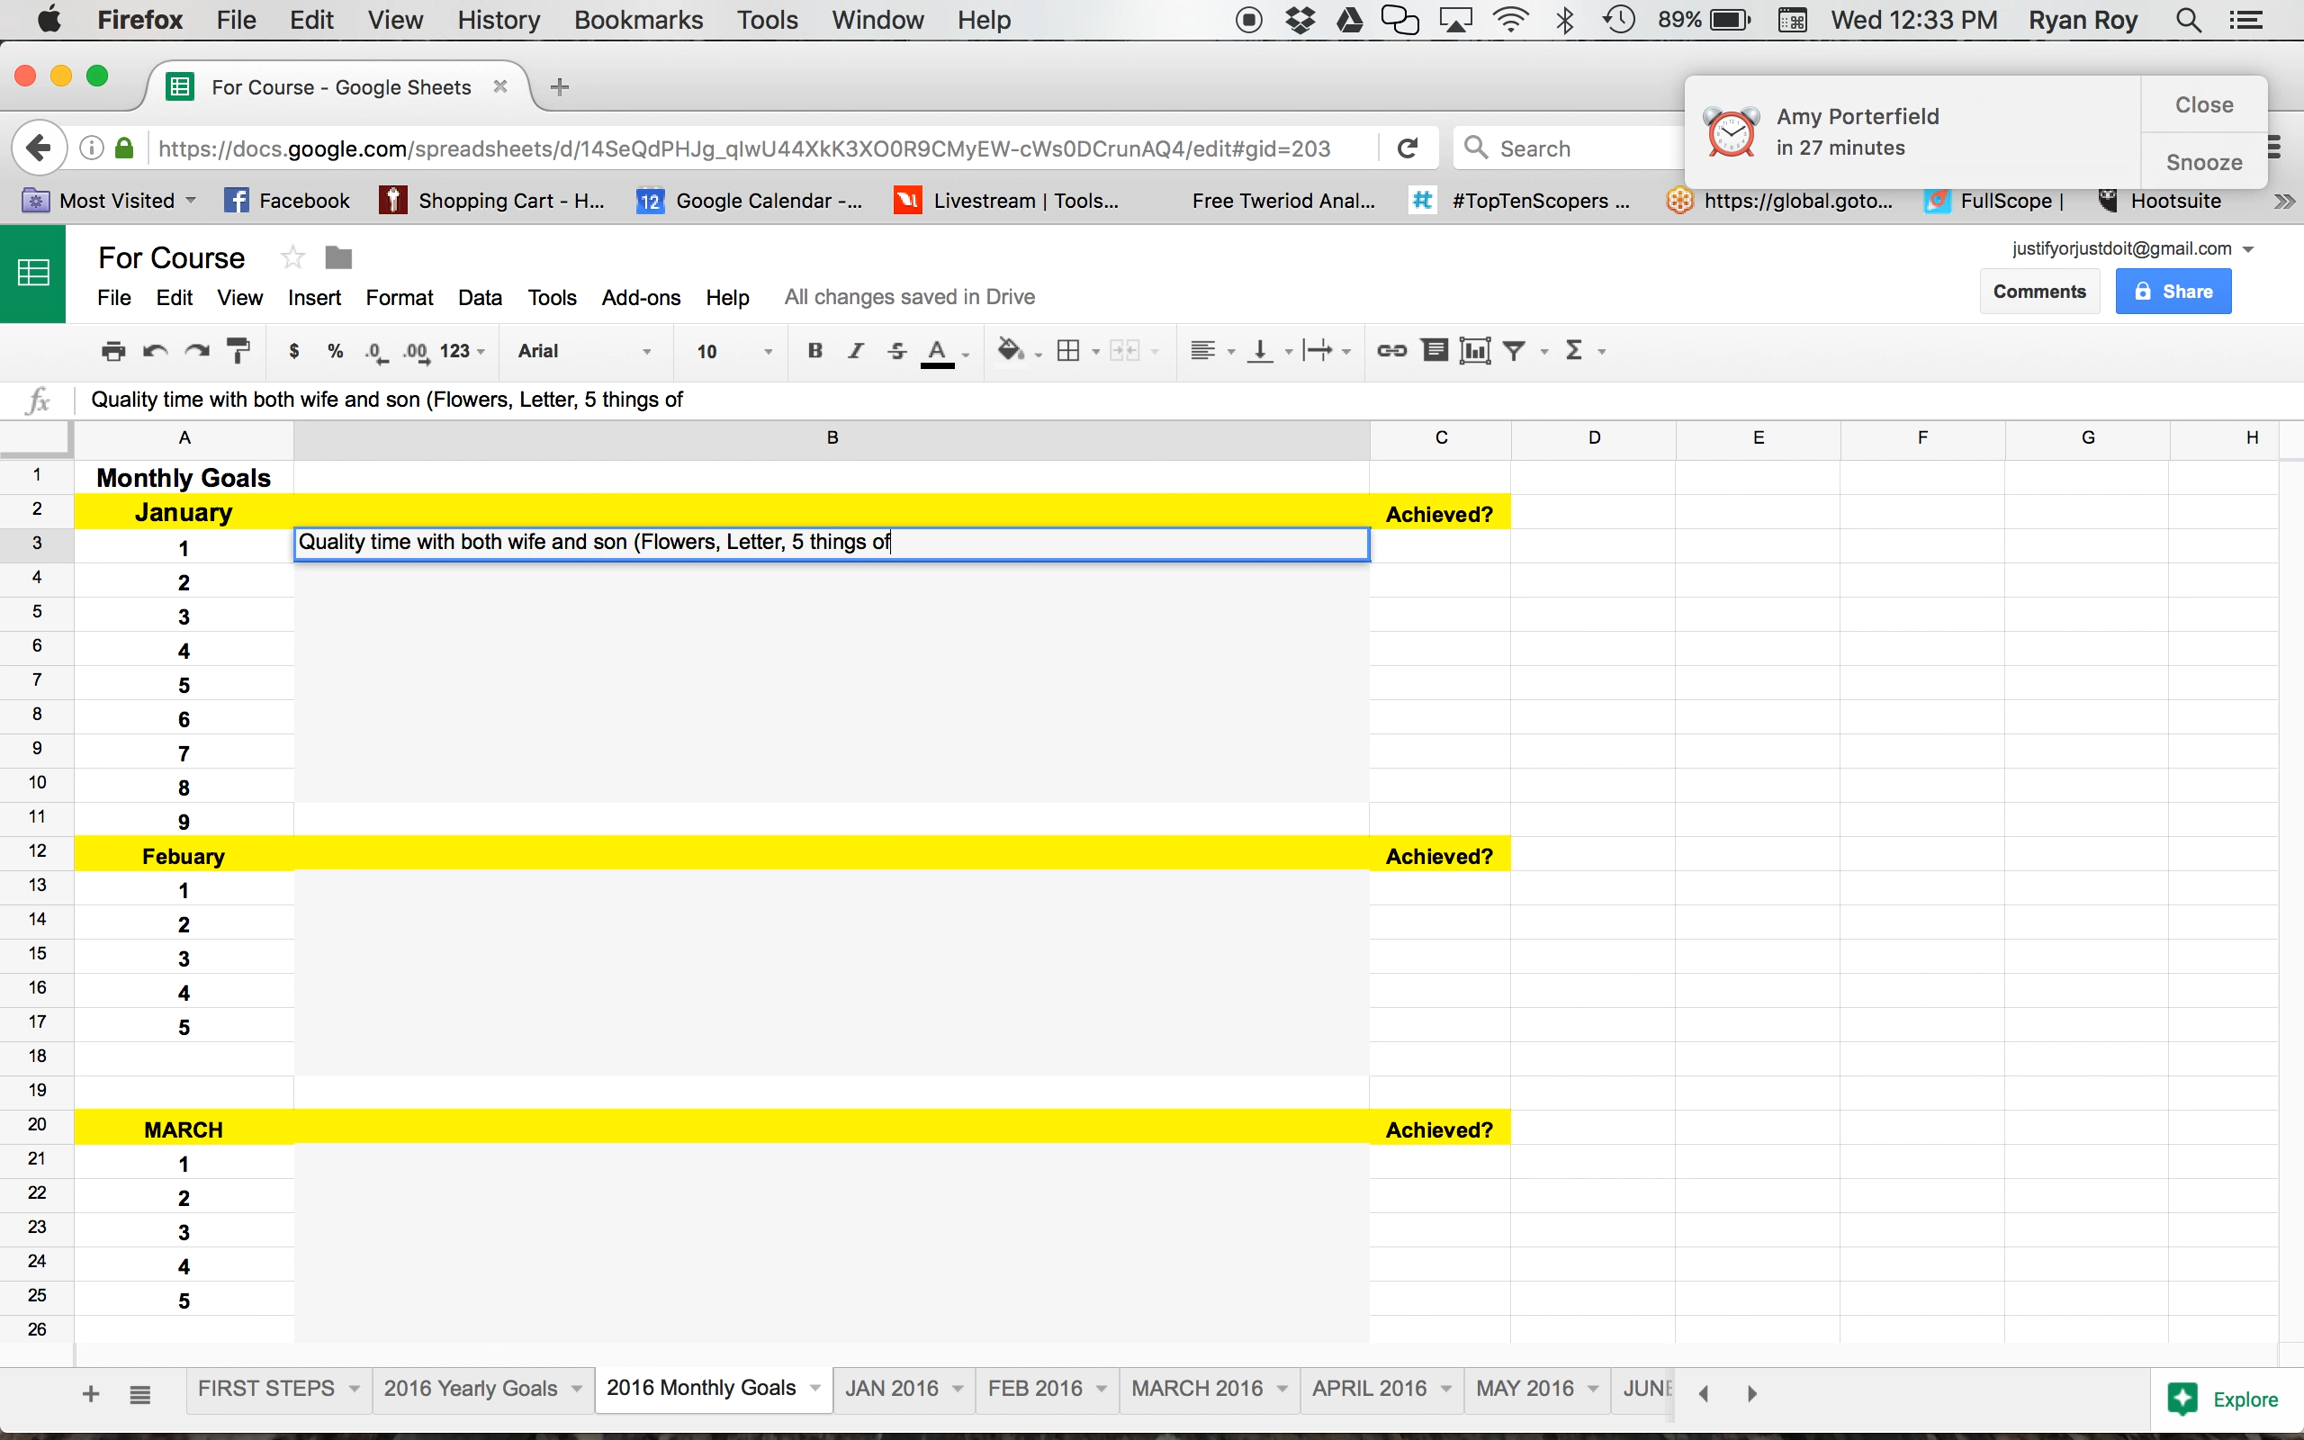 Firefox File Edit View History Bookmarks Tools Window Help 89% Wed 12:33 PM Ryan Roy
For Course - Google Sheets
Amy Porterfield
in 27 minutes
Close
Snooze
https://docs.google.com/spreadsheets/d/14SeQdPHJg_qlwU44XkK3XO0R9CMyEW-cWs0DCrunAQ4/edit#gid=203 Search
Most Visited Facebook Shopping Cart - H... 12 Google Calendar -... Livestream | Tools... Free Tweriod Anal... #TopTenScopers ... https://global.goto... FullScope | Hootsuite
For Course justifyorjustdoit@gmail.com
File Edit View Insert Format Data Tools Add-ons Help All changes saved in Drive Comments Share
$ % .0 .00 123 Arial 10 B I S A Σ
fx Quality time with both wife and son (Flowers, Letter, 5 things of
A B C D E F G H
1 Monthly Goals
2 January Achieved?
3 1 Quality time with both wife and son (Flowers, Letter, 5 things of
4 2
5 3
6 4
7 5
8 6
9 7
10 8
11 9
12 Febuary Achieved?
13 1
14 2
15 3
16 4
17 5
18
19
20 MARCH Achieved?
21 1
22 2
23 3
24 4
25 5
26
FIRST STEPS 2016 Yearly Goals 2016 Monthly Goals JAN 2016 FEB 2016 MARCH 2016 APRIL 2016 MAY 2016 JUNE Explore